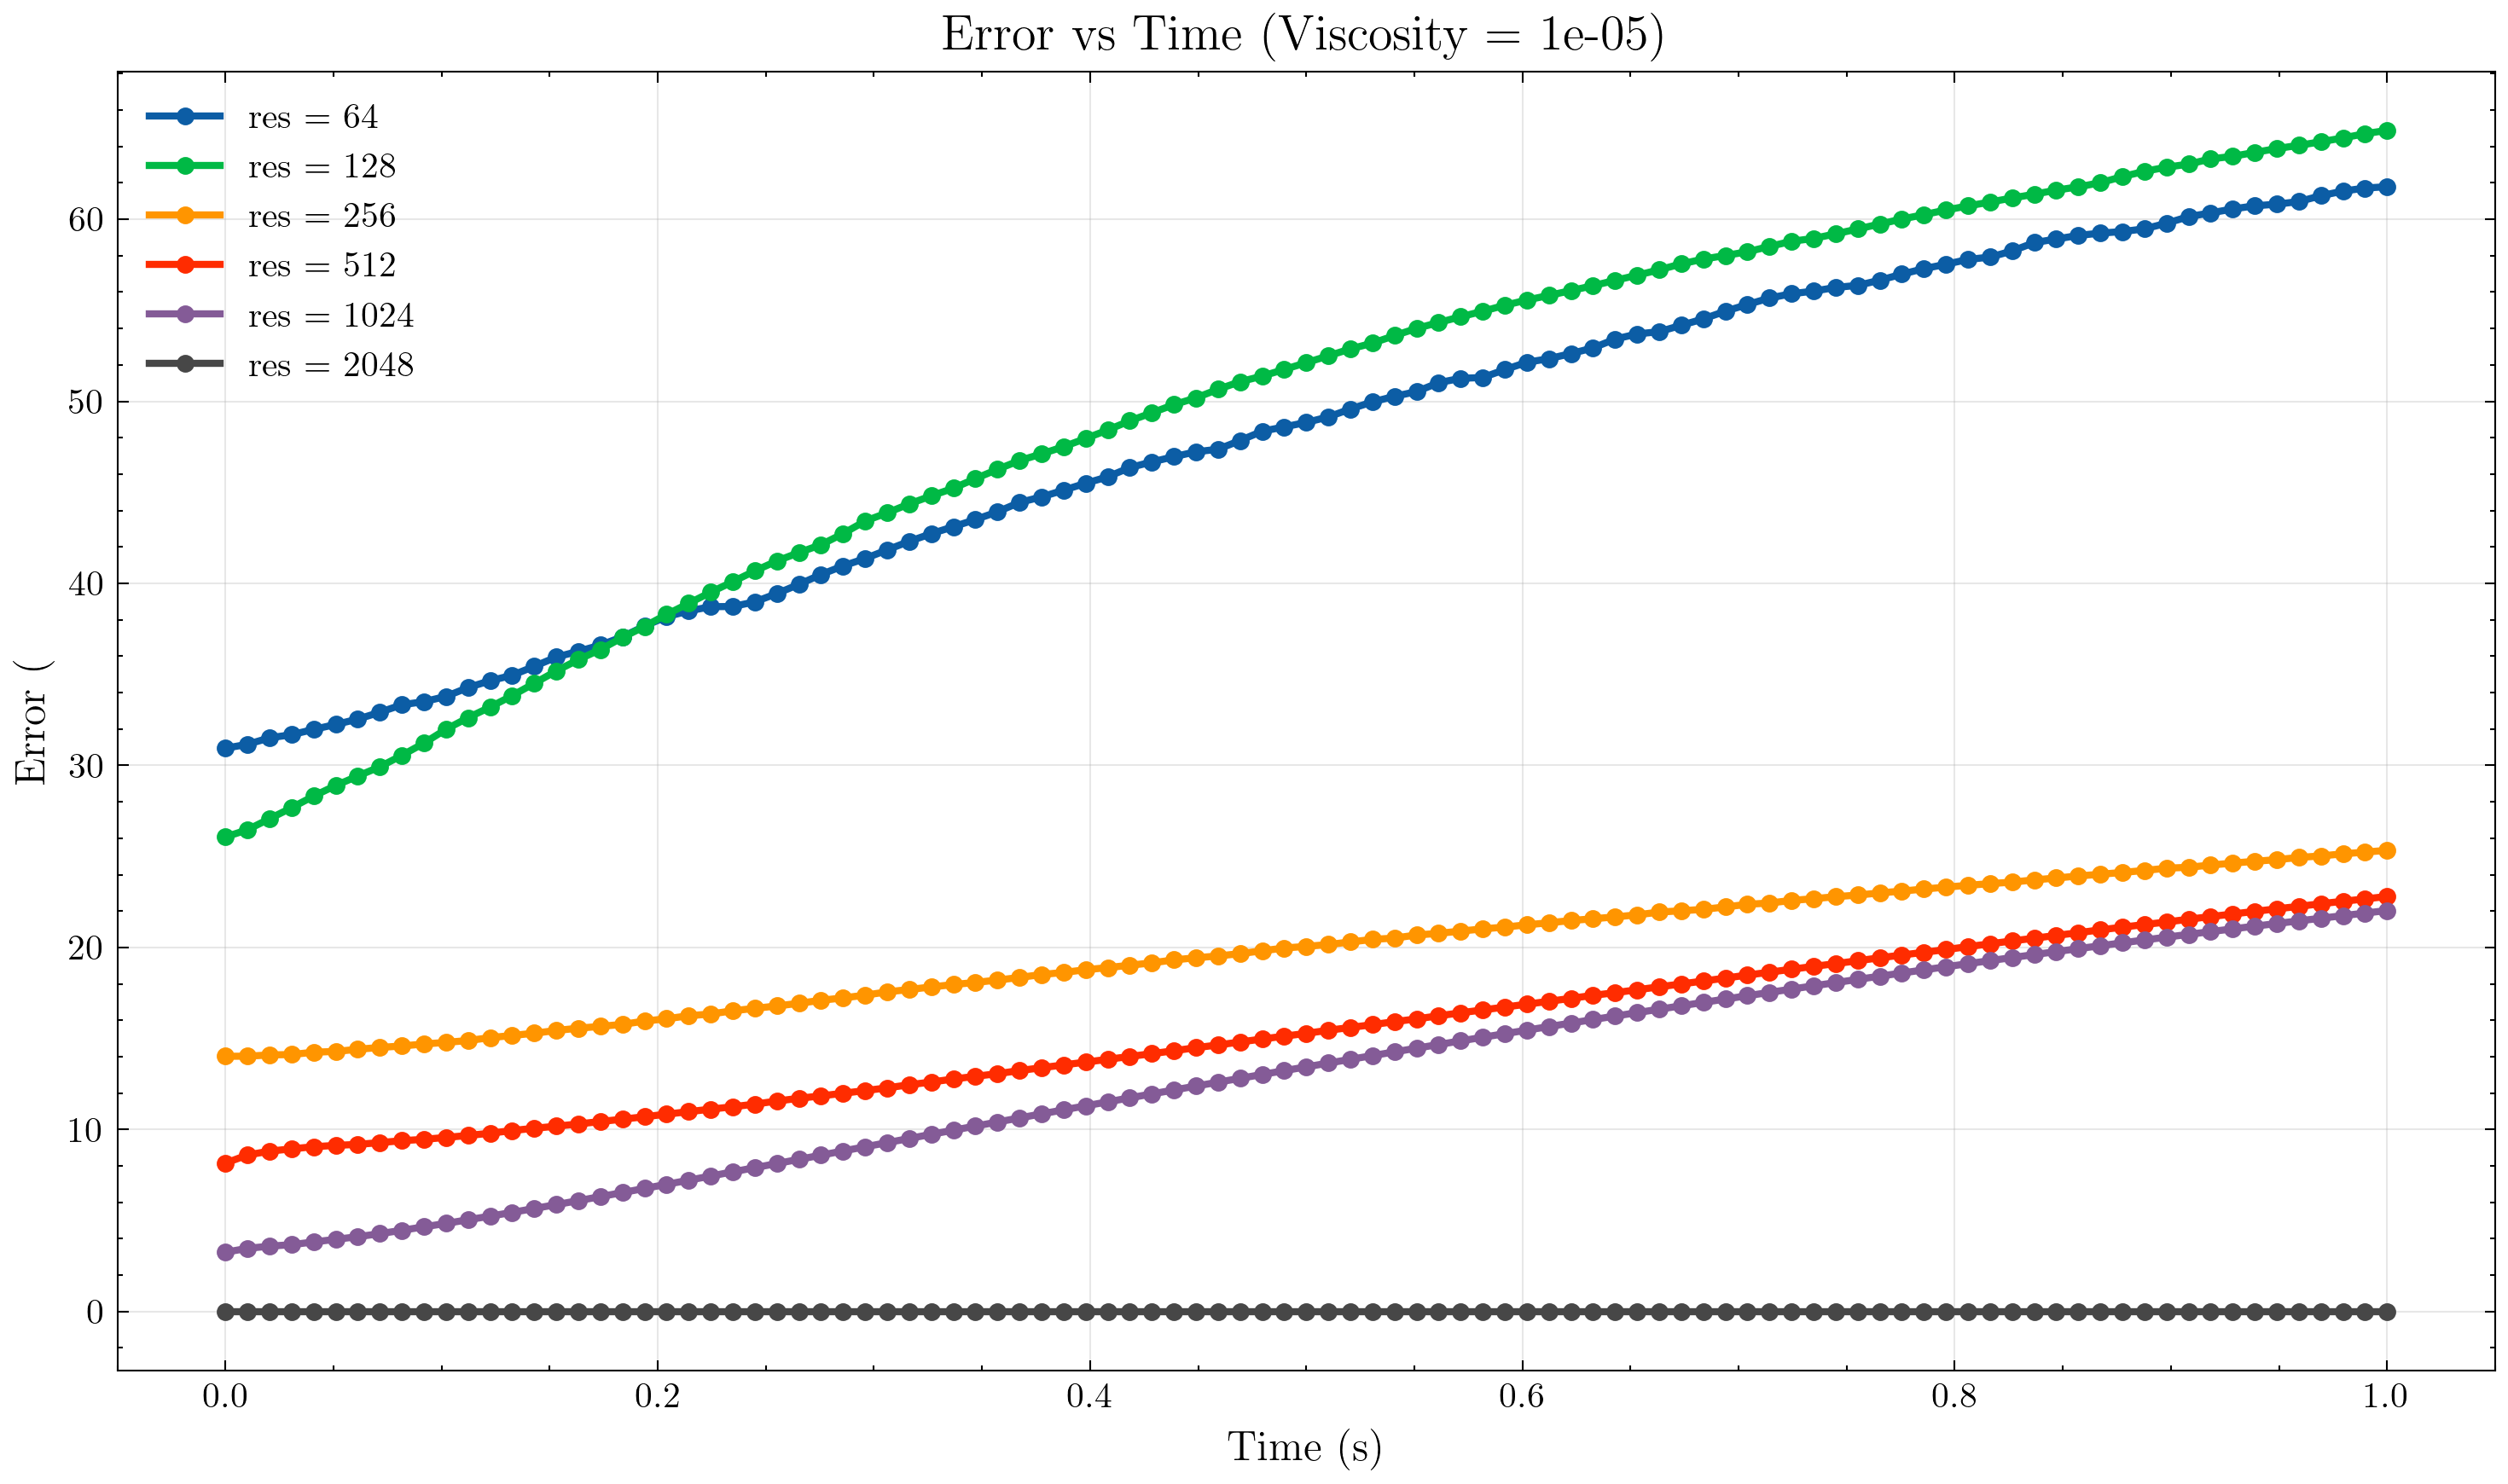 Error vs Time (Viscosity = 1e-05)
res = 64
res = 128
res = 256
res = 512
res = 1024
res = 2048
60
50
40
30
20
10
0
Error (
0.0 0.2 0.4 0.6 0.8 1.0
Time (s)